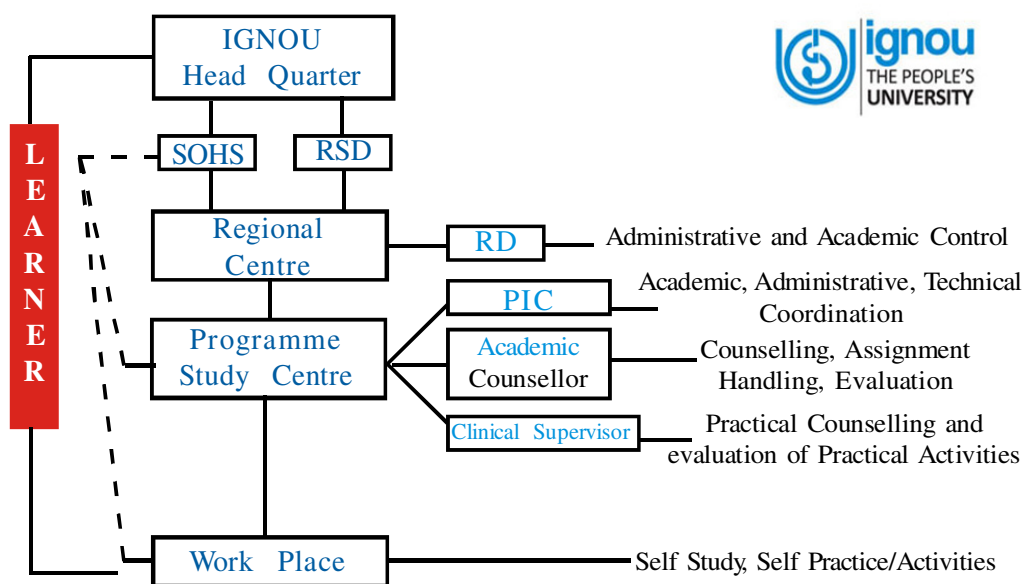 IGNOU
Head Quarter
ignou
THE PEOPLE'S
UNIVERSITY
LEARNER
SOHS
RSD
Regional
Centre
RD
Administrative and Academic Control
PIC
Academic, Administrative, Technical
Coordination
Programme
Study Centre
Academic
Counsellor
Counselling, Assignment
Handling, Evaluation
Clinical Supervisor
Practical Counselling and
evaluation of Practical Activities
Work Place
Self Study, Self Practice/Activities